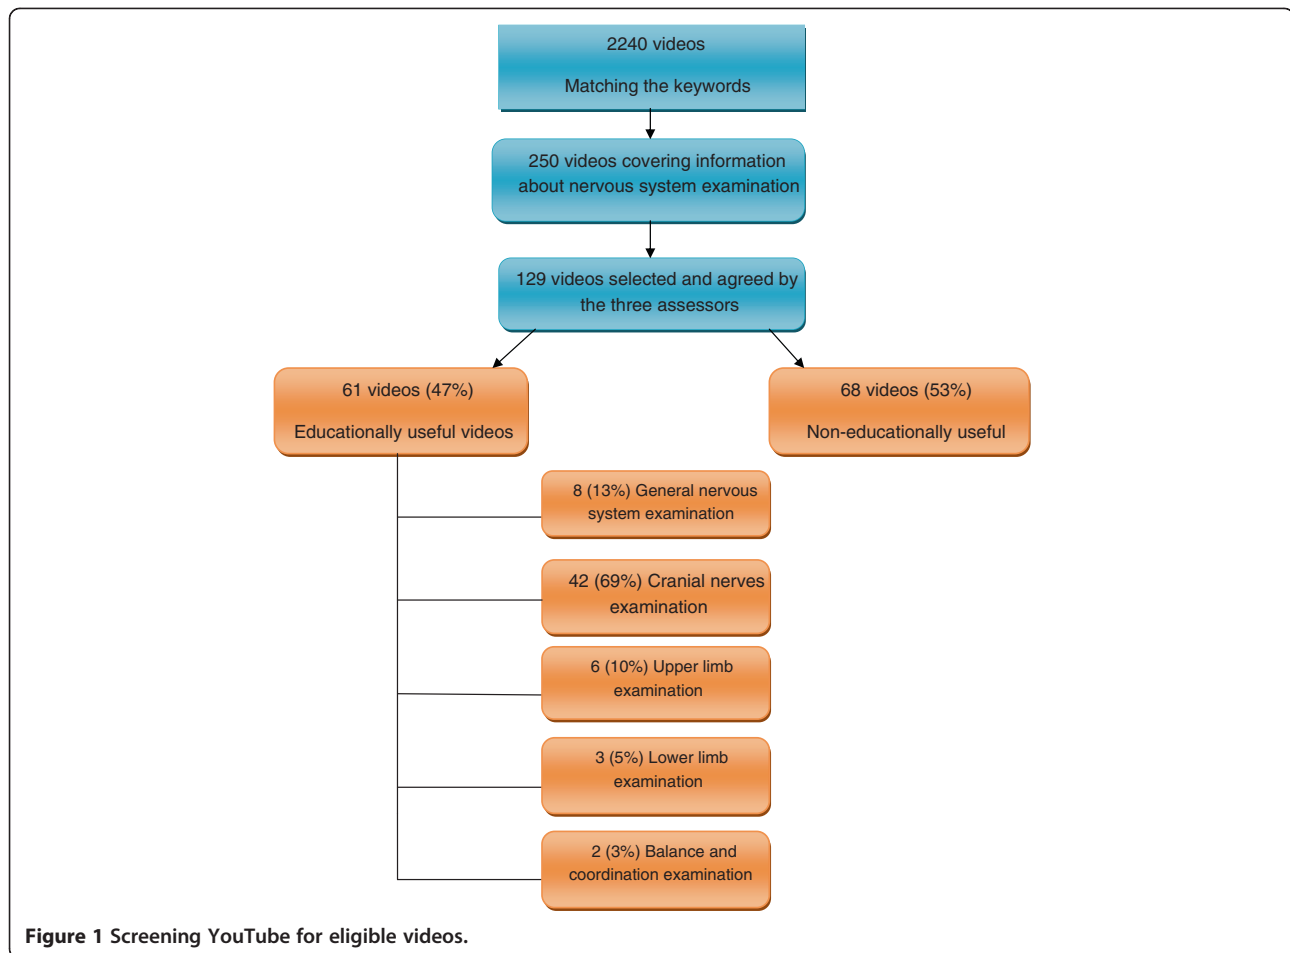 2240 videos
Matching the keywords
250 videos covering information
about nervous system examination
129 videos selected and agreed by
the three assessors
61 videos (47%)
Educationally useful videos
68 videos (53%)
Non-educationally useful
8 (13%) General nervous
system examination
42 (69%) Cranial nerves
examination
6 (10%) Upper limb
examination
3 (5%) Lower limb
examination
2 (3%) Balance and
coordination examination
Figure 1 Screening YouTube for eligible videos.